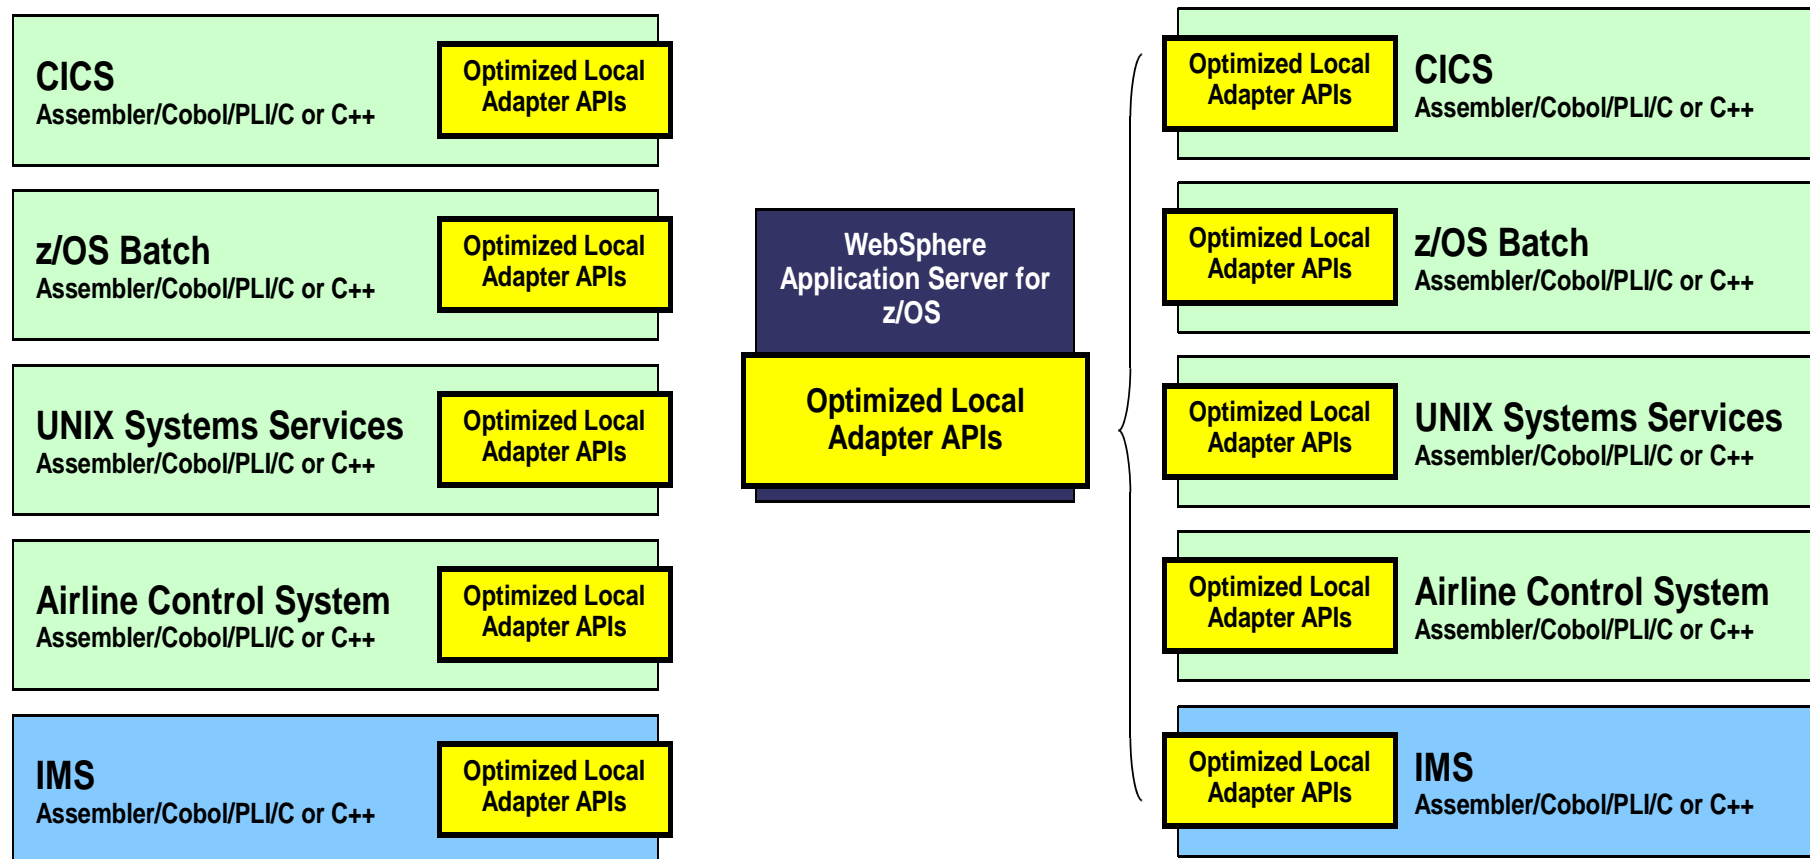 CICS
Assembler/Cobol/PLI/C or C++
Optimized Local
Adapter APIs
z/OS Batch
Assembler/Cobol/PLI/C or C++
Optimized Local
Adapter APIs
UNIX Systems Services
Assembler/Cobol/PLI/C or C++
Optimized Local
Adapter APIs
Airline Control System
Assembler/Cobol/PLI/C or C++
Optimized Local
Adapter APIs
IMS
Assembler/Cobol/PLI/C or C++
Optimized Local
Adapter APIs
WebSphere
Application Server for
z/OS
Optimized Local
Adapter APIs
Optimized Local
Adapter APIs
CICS
Assembler/Cobol/PLI/C or C++
Optimized Local
Adapter APIs
z/OS Batch
Assembler/Cobol/PLI/C or C++
Optimized Local
Adapter APIs
UNIX Systems Services
Assembler/Cobol/PLI/C or C++
Optimized Local
Adapter APIs
Airline Control System
Assembler/Cobol/PLI/C or C++
Optimized Local
Adapter APIs
IMS
Assembler/Cobol/PLI/C or C++